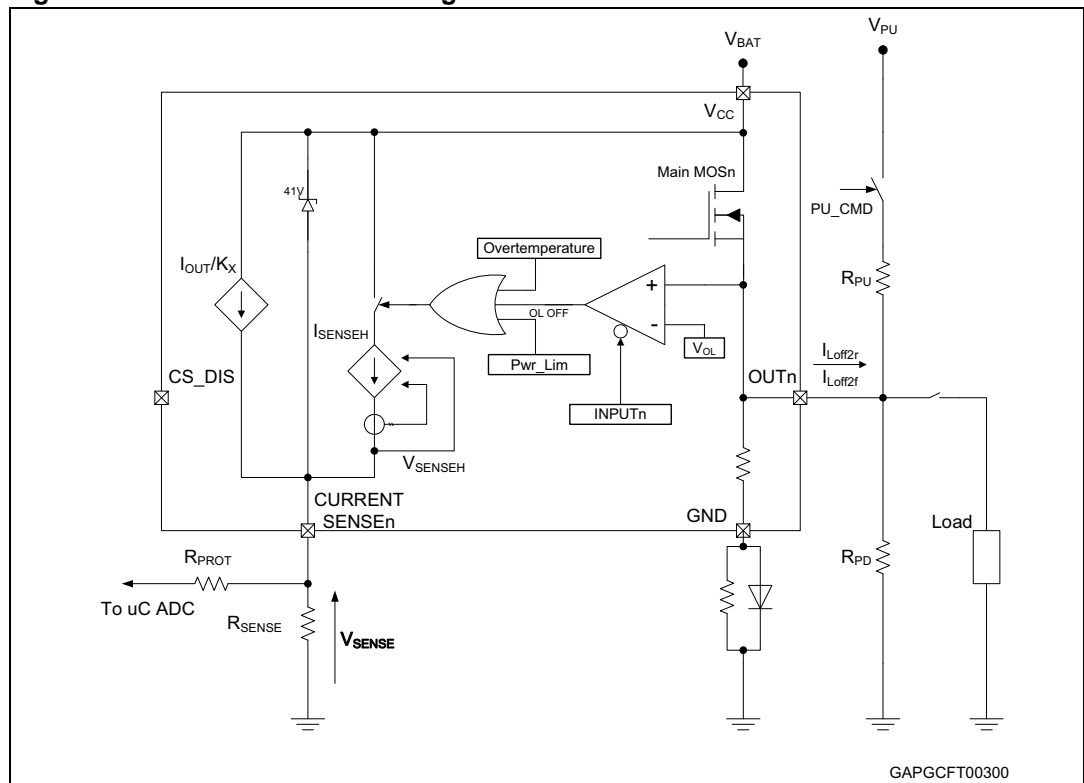 V_PU
V_BAT
V_CC
Main MOSn
41V
PU_CMD
Overtemperature
I_OUT/K_X
R_PU
+
OL OFF
I_SENSEH
-
V_OL
Pwr_Lim
I_Loff2r
I_Loff2f
CS_DIS
OUTn
INPUTn
V_SENSEH
CURRENT
SENSEn
GND
Load
R_PROT
R_PD
To uC ADC
R_SENSE
V_SENSE
GAPGCFT00300